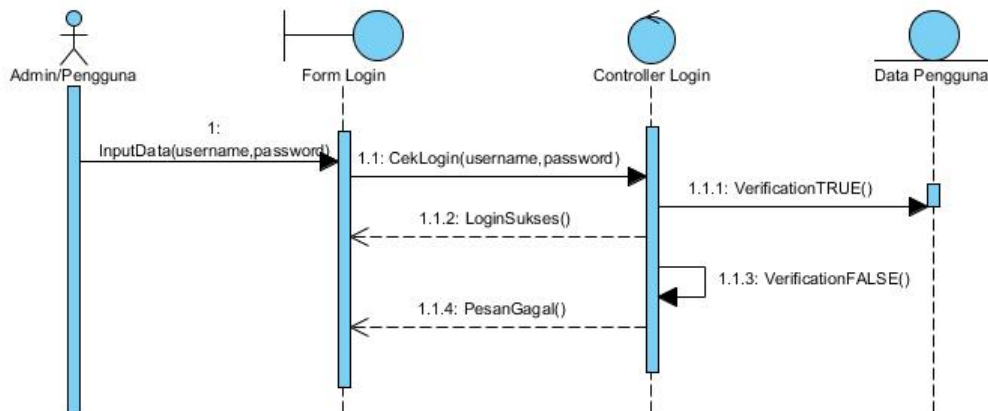 Admin/Pengguna
Form Login
Controller Login
Data Pengguna
1:
InputData(username,password)
1.1: CekLogin(username,password)
1.1.1: VerificationTRUE()
1.1.2: LoginSukses()
1.1.3: VerificationFALSE()
1.1.4: PesanGagal()